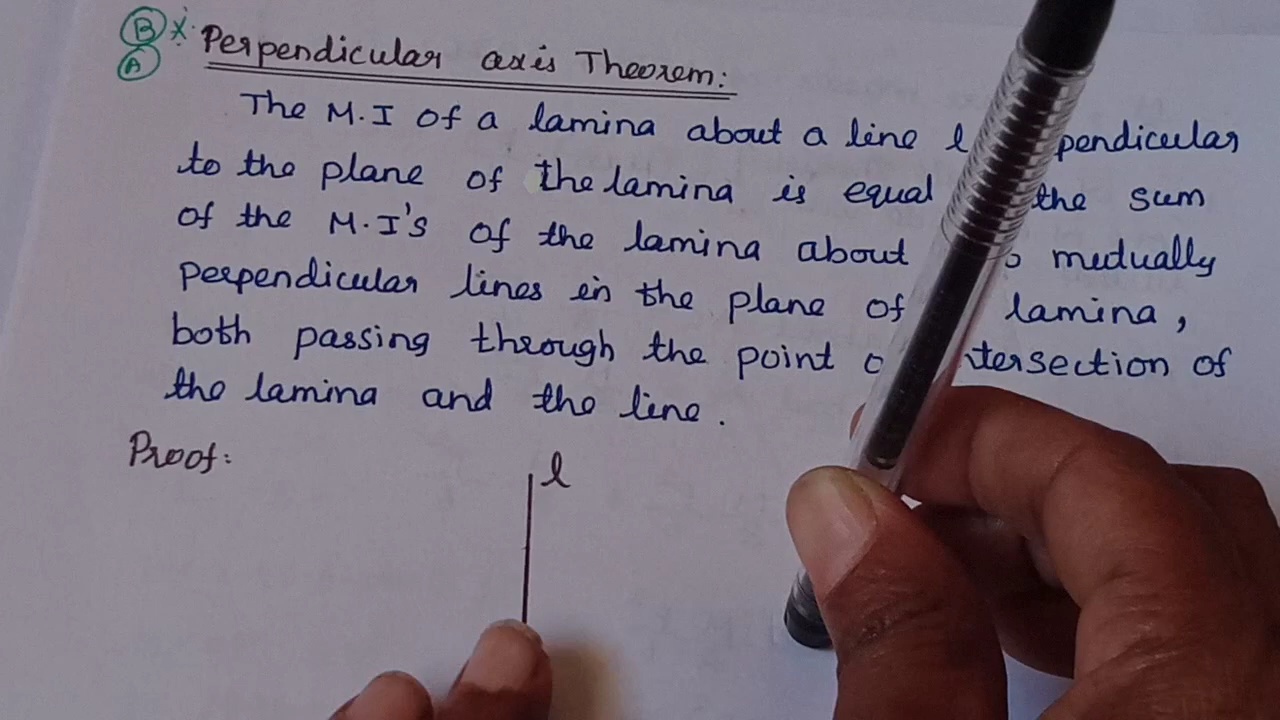 B *
A
Perpendicular axis Theorem:
The M.I of a lamina about a line l pendicular
to the plane of the lamina is equal the sum
of the M.I's of the lamina about mutually
perpendicular lines in the plane of lamina,
both passing through the point ntersection of
the lamina and the line.
Proof:
l